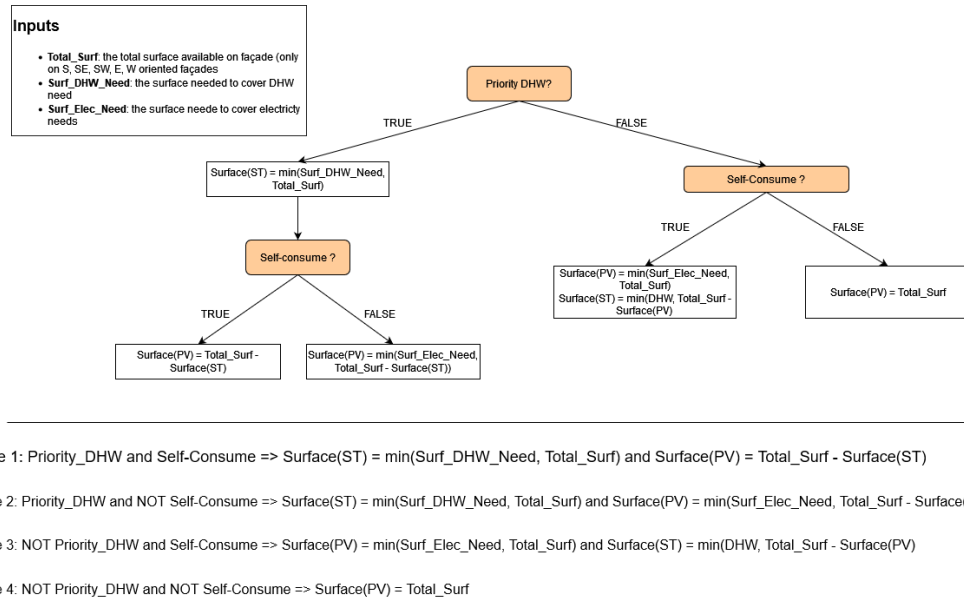 Inputs
• Total_Surf: the total surface available on façade (only
on S, SE, SW, E, W oriented façades
• Surf_DHW_Need: the surface needed to cover DHW
need
• Surf_Elec_Need: the surface neede to cover electricty
needs
Priority DHW?
TRUE
FALSE
Surface(ST) = min(Surf_DHW_Need,
Total_Surf)
Self-Consume ?
TRUE
FALSE
Self-consume ?
Surface(PV) = min(Surf_Elec_Need,
Total_Surf)
Surface(ST) = min(DHW, Total_Surf -
Surface(PV)
Surface(PV) = Total_Surf
TRUE
FALSE
Surface(PV) = Total_Surf -
Surface(ST)
Surface(PV) = min(Surf_Elec_Need,
Total_Surf - Surface(ST))
e 1: Priority_DHW and Self-Consume => Surface(ST) = min(Surf_DHW_Need, Total_Surf) and Surface(PV) = Total_Surf - Surface(ST)
e 2: Priority_DHW and NOT Self-Consume => Surface(ST) = min(Surf_DHW_Need, Total_Surf) and Surface(PV) = min(Surf_Elec_Need, Total_Surf - Surface(
e 3: NOT Priority_DHW and Self-Consume => Surface(PV) = min(Surf_Elec_Need, Total_Surf) and Surface(ST) = min(DHW, Total_Surf - Surface(PV)
e 4: NOT Priority_DHW and NOT Self-Consume => Surface(PV) = Total_Surf